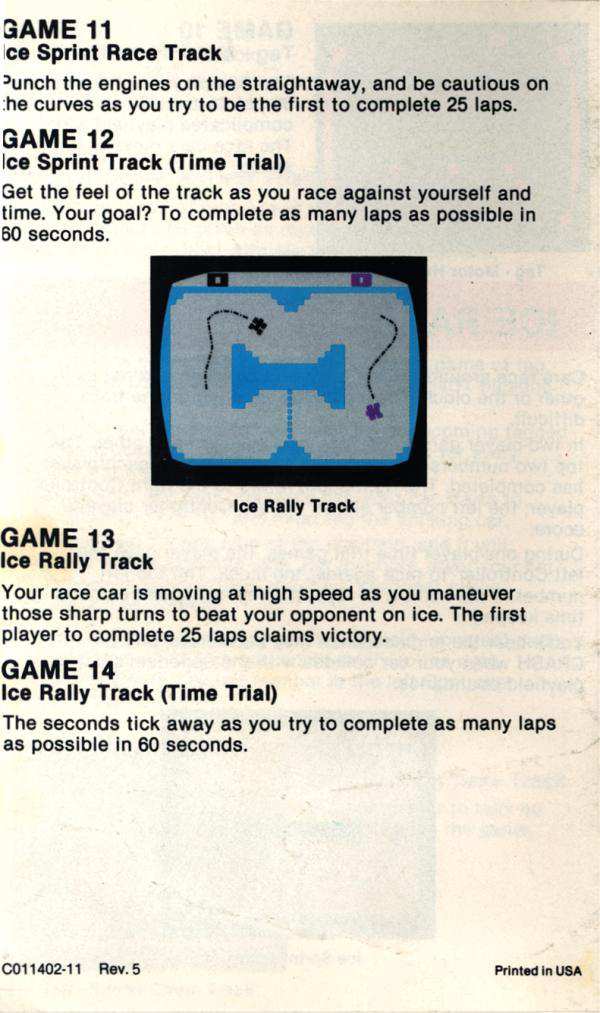 GAME 11
Ice Sprint Race Track
Punch the engines on the straightaway, and be cautious on
the curves as you try to be the first to complete 25 laps.
GAME 12
Ice Sprint Track (Time Trial)
Get the feel of the track as you race against yourself and
time. Your goal? To complete as many laps as possible in
60 seconds.
Ice Rally Track
GAME 13
Ice Rally Track
Your race car is moving at high speed as you maneuver
those sharp turns to beat your opponent on ice. The first
player to complete 25 laps claims victory.
GAME 14
Ice Rally Track (Time Trial)
The seconds tick away as you try to complete as many laps
as possible in 60 seconds.
C011402-11 Rev. 5
Printed in USA